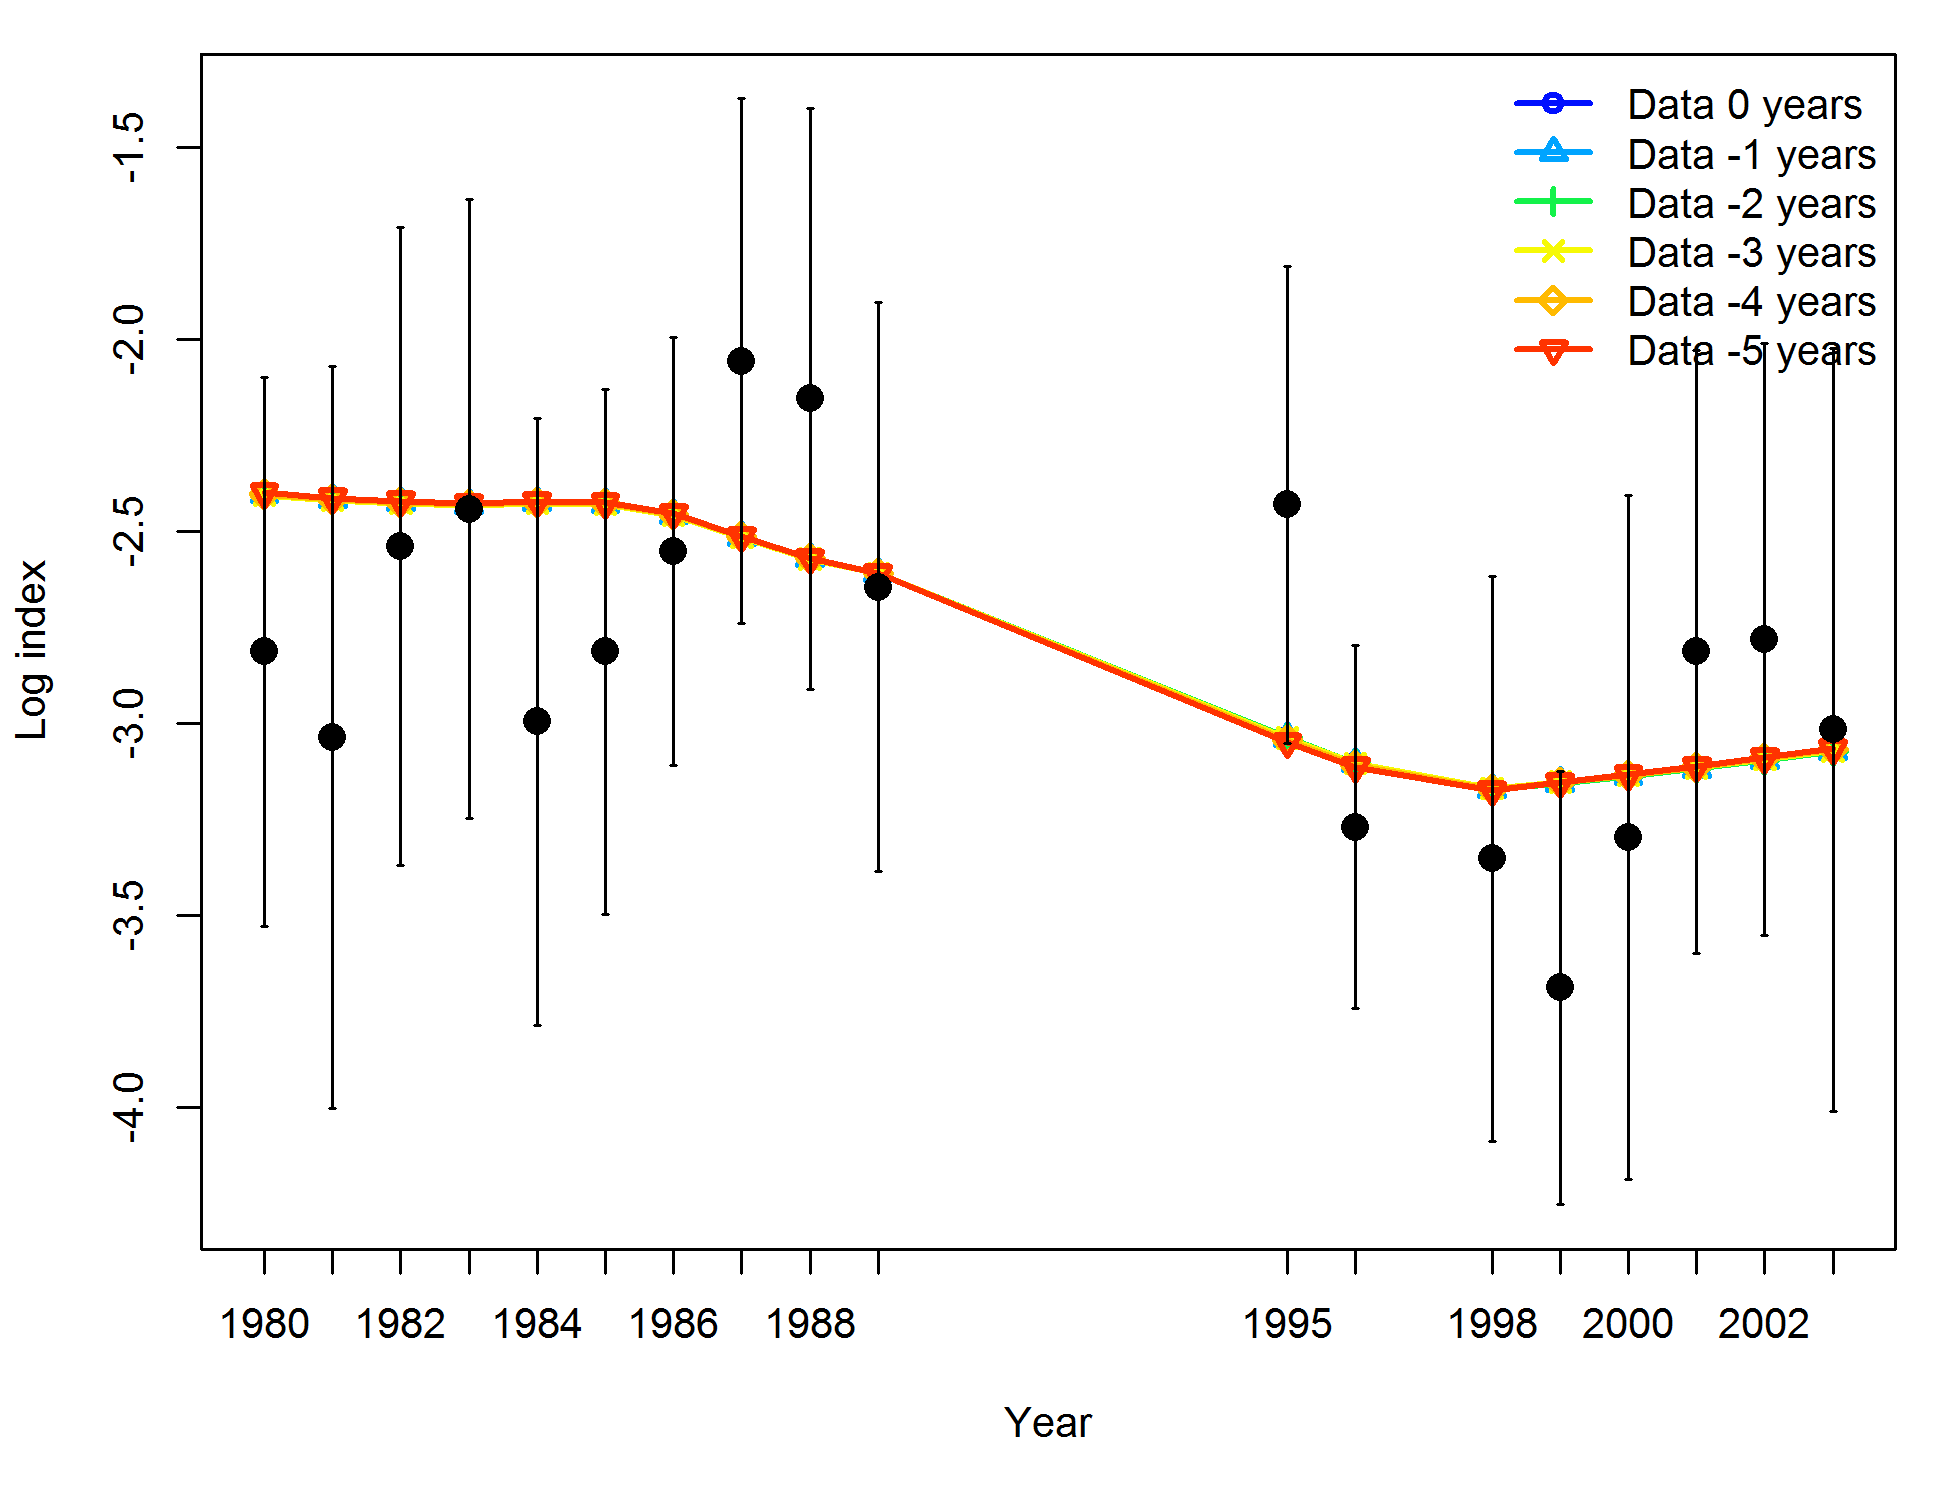 Data 0 years
Data -1 years
Data -2 years
Data -3 years
Data -4 years
Data -5 years
-1.5
-2.0
-2.5
-3.0
-3.5
-4.0
Log index
1980 1982 1984 1986 1988 1995 1998 2000 2002
Year